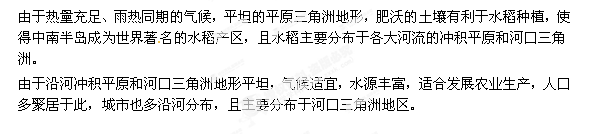 由于热量充足、雨热同期的气候，平坦的平原三角洲地形，肥沃的土壤有利于水稻种植，使
得中南半岛成为世界著名的水稻产区，且水稻主要分布于各大河流的冲积平原和河口三角
洲。
由于沿河冲积平原和河口三角洲地形平坦，气候适宜，水源丰富，适合发展农业生产，人口
多聚居于此，城市也多沿河分布，且主要分布于河口三角洲地区。